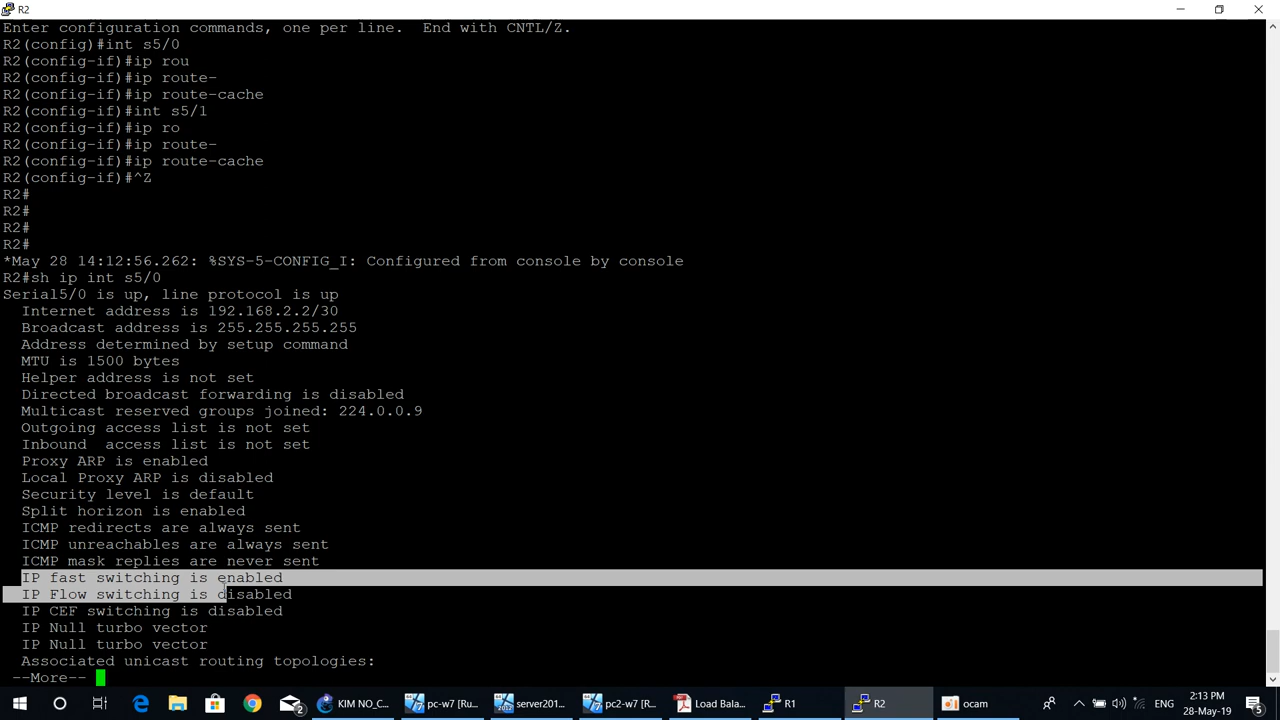 R2
Enter configuration commands, one per line.  End with CNTL/Z.
R2(config)#int s5/0
R2(config-if)#ip rou
R2(config-if)#ip route-
R2(config-if)#ip route-cache
R2(config-if)#int s5/1
R2(config-if)#ip ro
R2(config-if)#ip route-
R2(config-if)#ip route-cache
R2(config-if)#^Z
R2#
R2#
R2#
R2#
*May 28 14:12:56.262: %SYS-5-CONFIG_I: Configured from console by console
R2#sh ip int s5/0
Serial5/0 is up, line protocol is up
  Internet address is 192.168.2.2/30
  Broadcast address is 255.255.255.255
  Address determined by setup command
  MTU is 1500 bytes
  Helper address is not set
  Directed broadcast forwarding is disabled
  Multicast reserved groups joined: 224.0.0.9
  Outgoing access list is not set
  Inbound  access list is not set
  Proxy ARP is enabled
  Local Proxy ARP is disabled
  Security level is default
  Split horizon is enabled
  ICMP redirects are always sent
  ICMP unreachables are always sent
  ICMP mask replies are never sent
  IP fast switching is enabled
  IP Flow switching is disabled
  IP CEF switching is disabled
  IP Null turbo vector
  IP Null turbo vector
  Associated unicast routing topologies:
 --More--
2 KIM NO_C... pc-w7 [Ru... server201... pc2-w7 [R... Load Bala... R1 R2 ocam ENG 2:13 PM
28-May-19 5